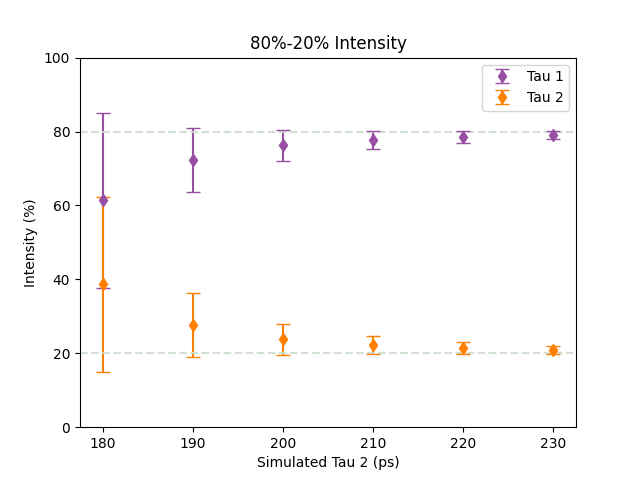 80%-20% Intensity
100
80
60
40
20
0
Intensity (%)
Tau 1
Tau 2
180 190 200 210 220 230
Simulated Tau 2 (ps)